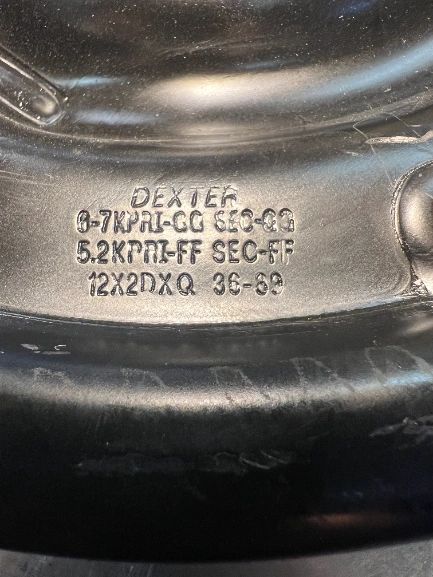 DEXTER
6-7KPRI-GG SEC-GG
5.2KPRI-FF SEC-FF
12X2DXQ 36-69